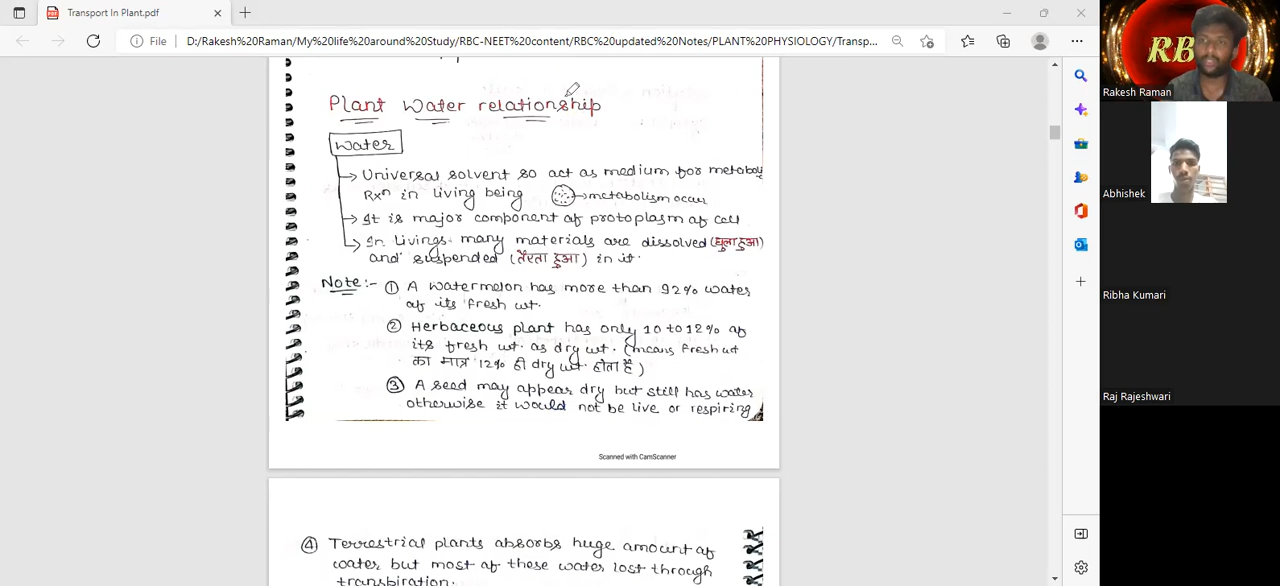 Transport In Plant.pdf
File
D:/Rakesh%20Raman/My%20life%20around%20Study/RBC-NEET%20content/RBC%20updated%20Notes/PLANT%20PHYSIOLOGY/Transp...
Plant Water relationship
Water
Universal solvent so act as medium for metaboly
Rxn in living being metabolism occur
It is major component of protoplasm of cell
In Livings many materials are dissolved (घुला हुआ)
and suspended (तैरता हुआ) in it.
Note:- ① A watermelon has more than 92% water
of its fresh wt.
② Herbaceous plant has only 10 to 12% of
its fresh wt. as dry wt. (means fresh wt
का मात्र 12% ही dry wt. होता है)
③ A seed may appear dry but still has water
otherwise it would not be live or respiring
Scanned with CamScanner
④ Terrestrial plants absorbs huge amount of
water but most of these water lost through
transpiration.
RB
Rakesh Raman
Abhishek
Ribha Kumari
Raj Rajeshwari